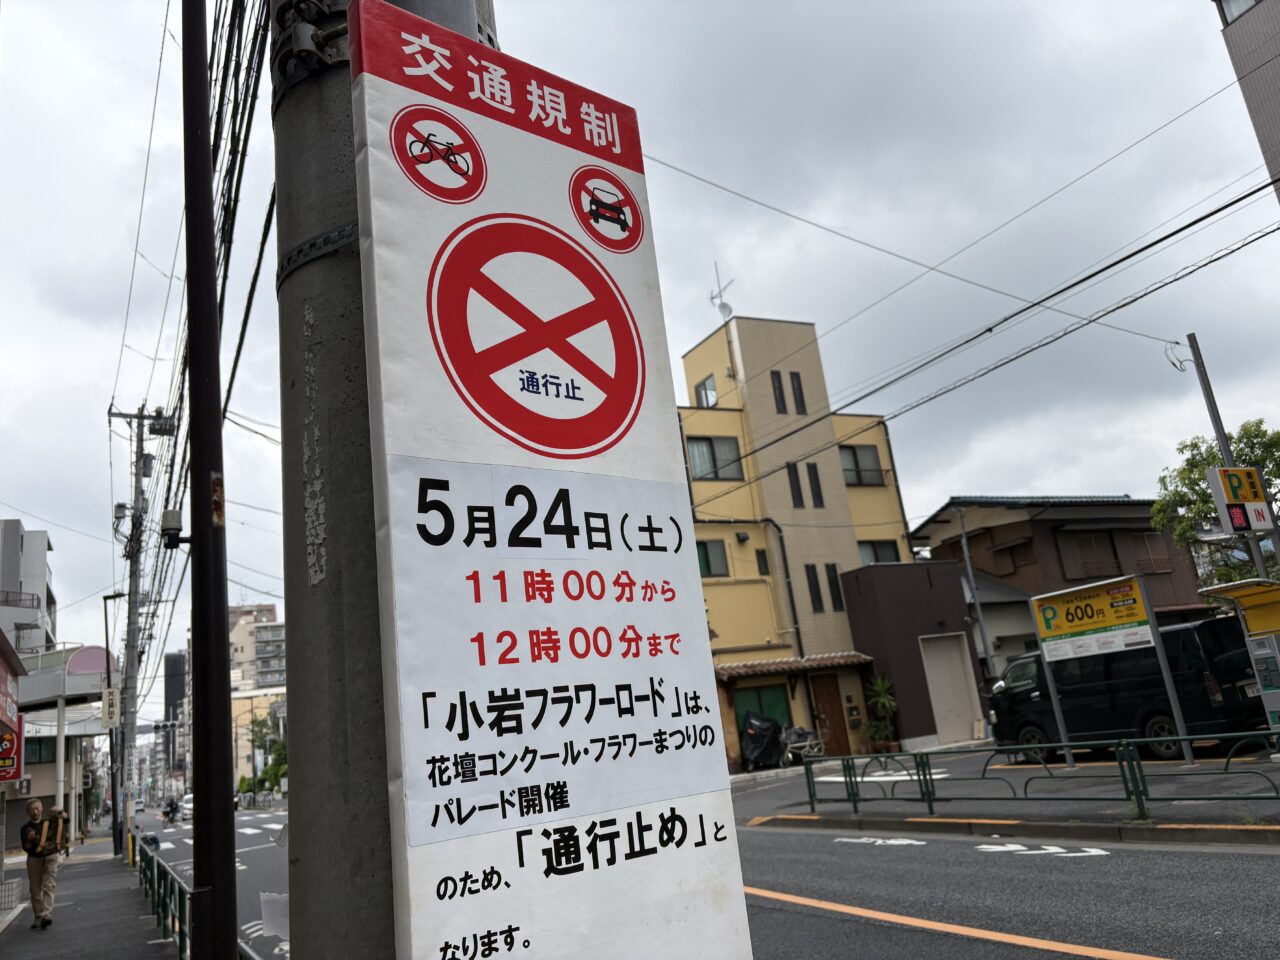 交通規制
通行止
5月24日(土)
11時00分から
12時00分まで
「小岩フラワーロード」は、
花壇コンクール・フラワーまつりの
パレード開催
のため、「通行止め」と
なります。
P
満 IN
P 600円